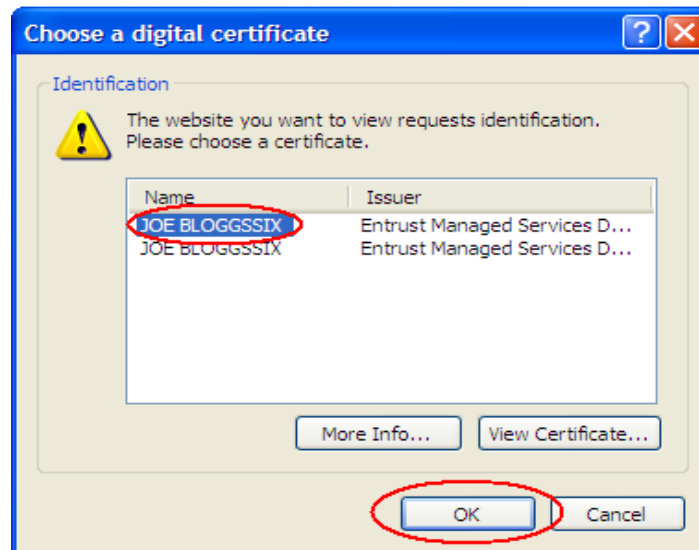 Choose a digital certificate
Identification
The website you want to view requests identification.
Please choose a certificate.
Name Issuer
JOE BLOGGSSIX Entrust Managed Services D...
JOE BLOGGSSIX Entrust Managed Services D...
More Info... View Certificate...
OK Cancel